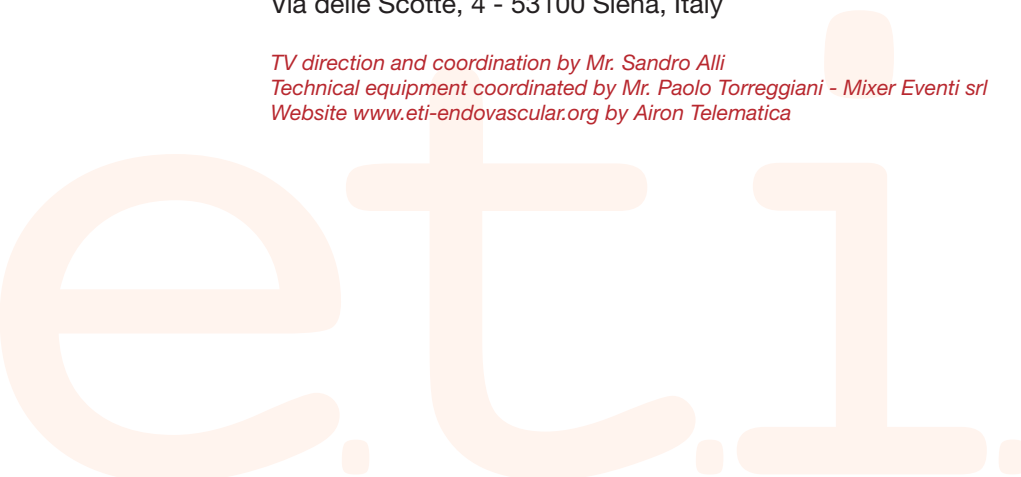 Via delle Scotte, 4 - 53100 Siena, Italy
TV direction and coordination by Mr. Sandro Alli
Technical equipment coordinated by Mr. Paolo Torreggiani - Mixer Eventi srl
Website www.eti-endovascular.org by Airon Telematica
e.t.i.